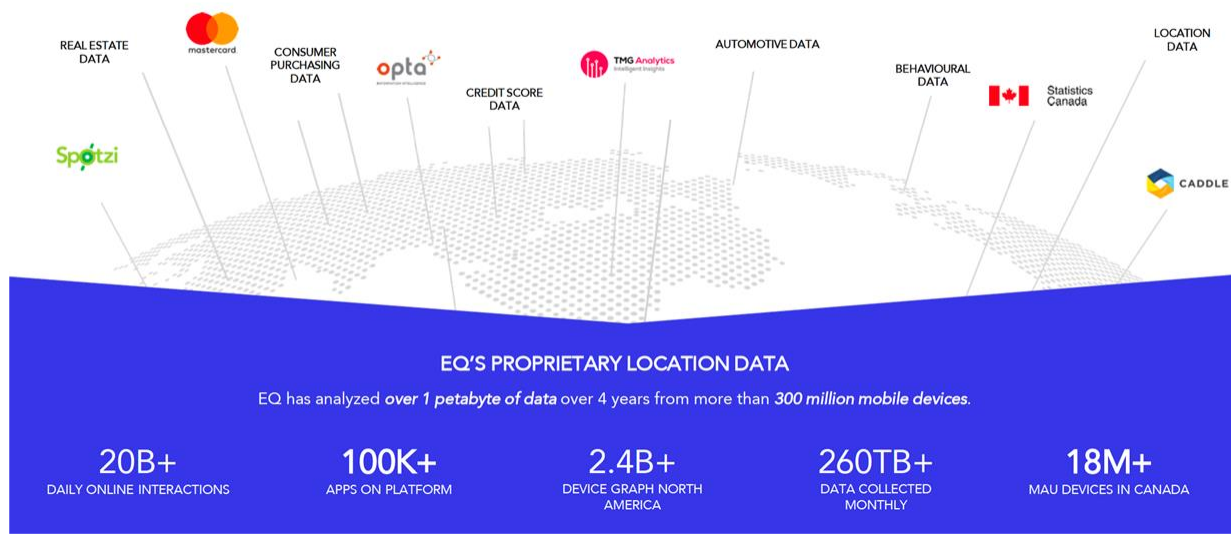 REAL ESTATE
DATA
mastercard
CONSUMER
PURCHASING
DATA
opta
INFORMATION INTELLIGENCE
CREDIT SCORE
DATA
TMG Analytics
Intelligent Insights
AUTOMOTIVE DATA
BEHAVIOURAL
DATA
Statistics
Canada
LOCATION
DATA
Spotzi
CADDLE
EQ'S PROPRIETARY LOCATION DATA
EQ has analyzed over 1 petabyte of data over 4 years from more than 300 million mobile devices.
20B+
DAILY ONLINE INTERACTIONS
100K+
APPS ON PLATFORM
2.4B+
DEVICE GRAPH NORTH
AMERICA
260TB+
DATA COLLECTED
MONTHLY
18M+
MAU DEVICES IN CANADA